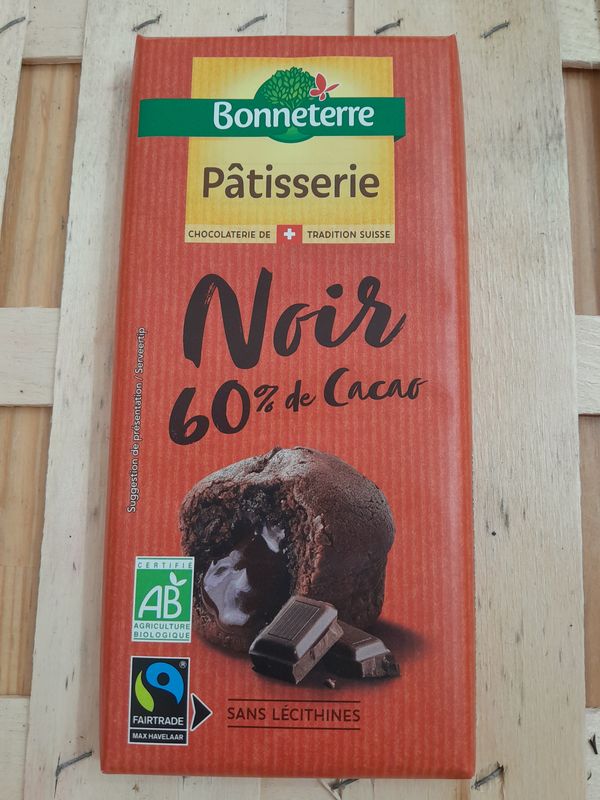 Bonneterre
Pâtisserie
CHOCOLATERIE DE TRADITION SUISSE
Noir
60% de Cacao
Suggestion de présentation / Serveertip
CERTIFIÉ
AB
AGRICULTURE
BIOLOGIQUE
®
FAIRTRADE
MAX HAVELAAR
SANS LÉCITHINES